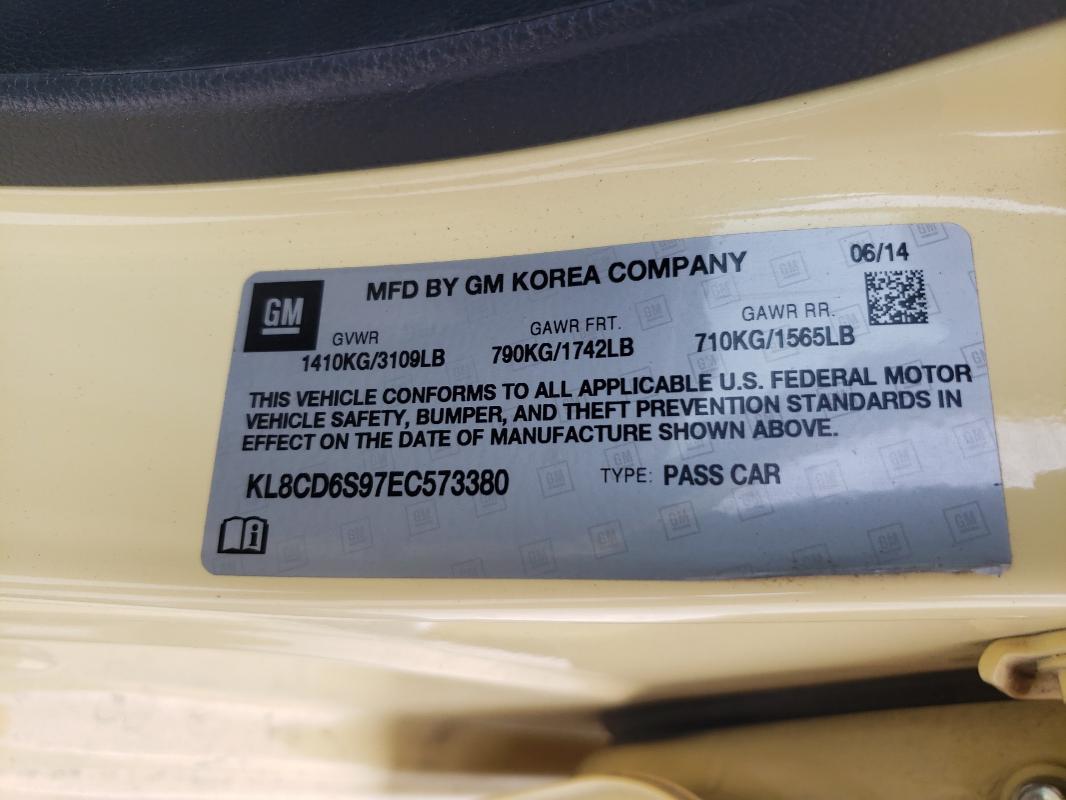 GM
MFD BY GM KOREA COMPANY
06/14
GVWR
1410KG/3109LB
GAWR FRT.
790KG/1742LB
GAWR RR.
710KG/1565LB
THIS VEHICLE CONFORMS TO ALL APPLICABLE U.S. FEDERAL MOTOR
VEHICLE SAFETY, BUMPER, AND THEFT PREVENTION STANDARDS IN
EFFECT ON THE DATE OF MANUFACTURE SHOWN ABOVE.
KL8CD6S97EC573380
TYPE: PASS CAR